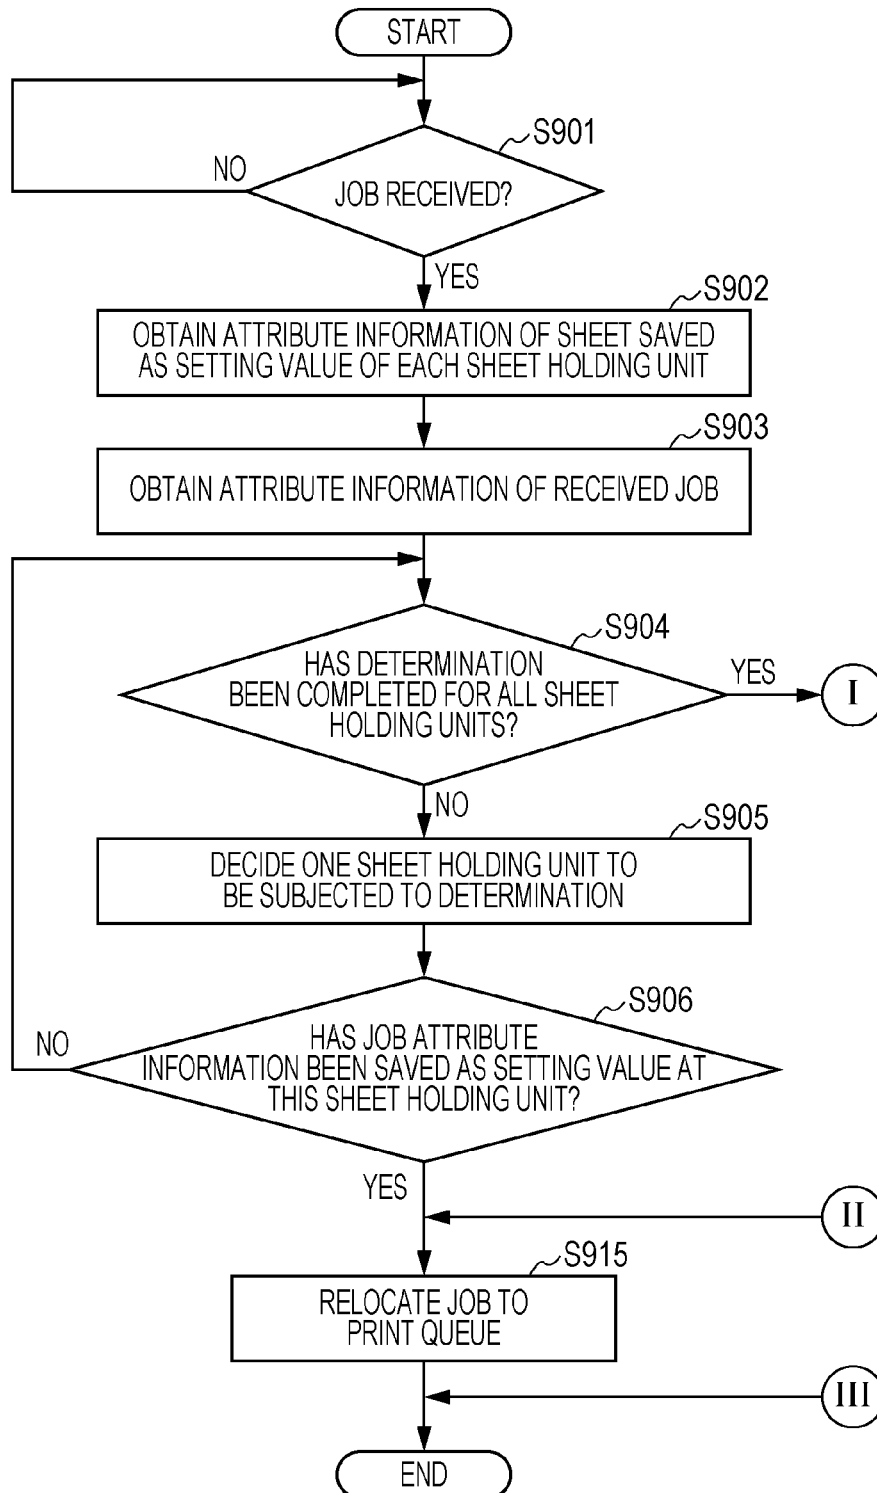 START
S901
NO
JOB RECEIVED?
YES
S902
OBTAIN ATTRIBUTE INFORMATION OF SHEET SAVED
AS SETTING VALUE OF EACH SHEET HOLDING UNIT
S903
OBTAIN ATTRIBUTE INFORMATION OF RECEIVED JOB
S904
HAS DETERMINATION
BEEN COMPLETED FOR ALL SHEET
HOLDING UNITS?
YES
I
NO
S905
DECIDE ONE SHEET HOLDING UNIT TO
BE SUBJECTED TO DETERMINATION
S906
NO
HAS JOB ATTRIBUTE
INFORMATION BEEN SAVED AS SETTING VALUE AT
THIS SHEET HOLDING UNIT?
YES
II
S915
RELOCATE JOB TO
PRINT QUEUE
III
END